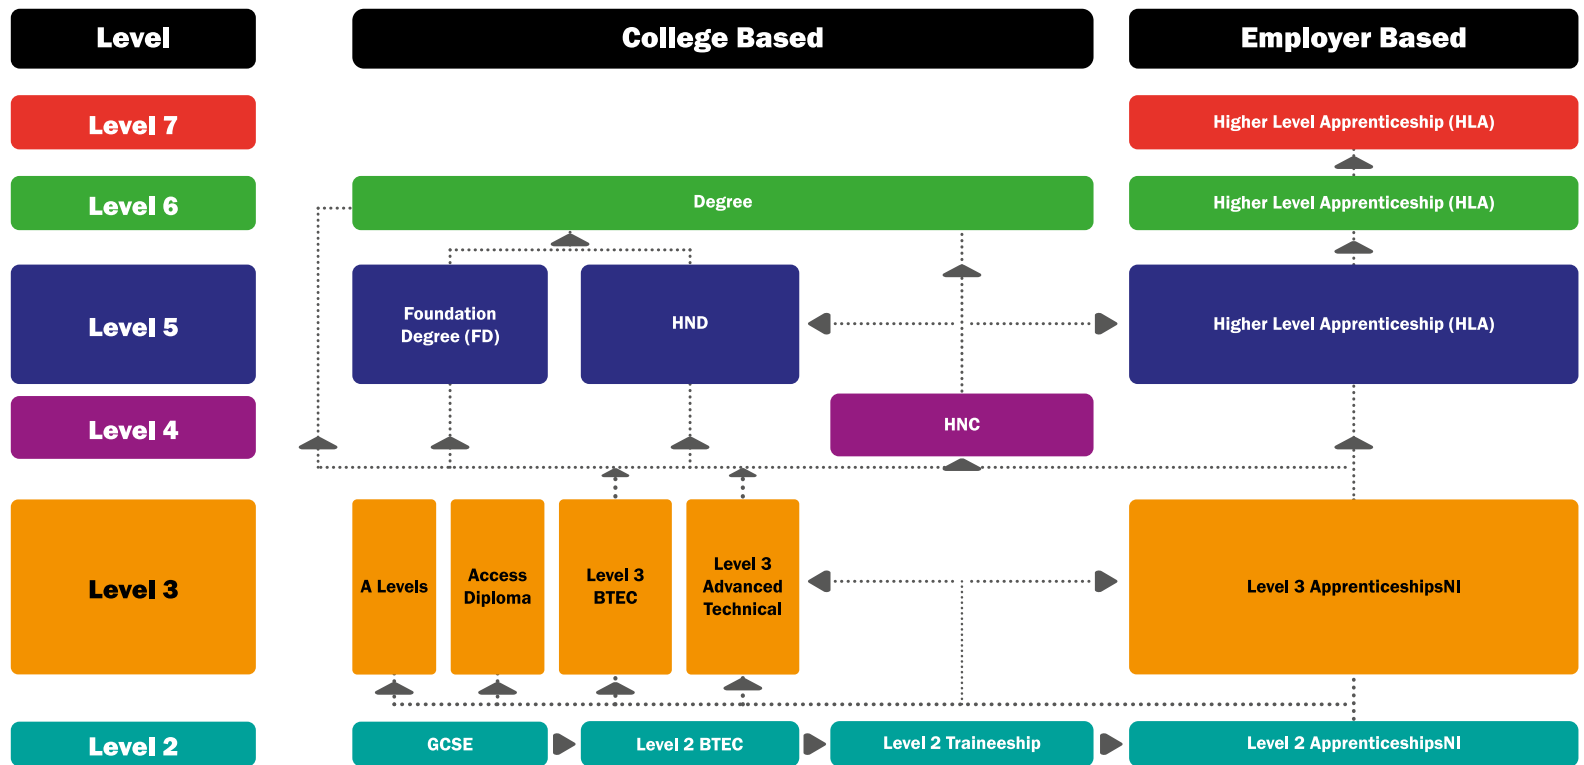 Level
College Based
Employer Based
Level 7
Higher Level Apprenticeship (HLA)
Level 6
Degree
Higher Level Apprenticeship (HLA)
Level 5
Foundation
Degree (FD)
HND
Higher Level Apprenticeship (HLA)
Level 4
HNC
Level 3
A Levels
Access
Diploma
Level 3
BTEC
Level 3
Advanced
Technical
Level 3 ApprenticeshipsNI
Level 2
GCSE
Level 2 BTEC
Level 2 Traineeship
Level 2 ApprenticeshipsNI